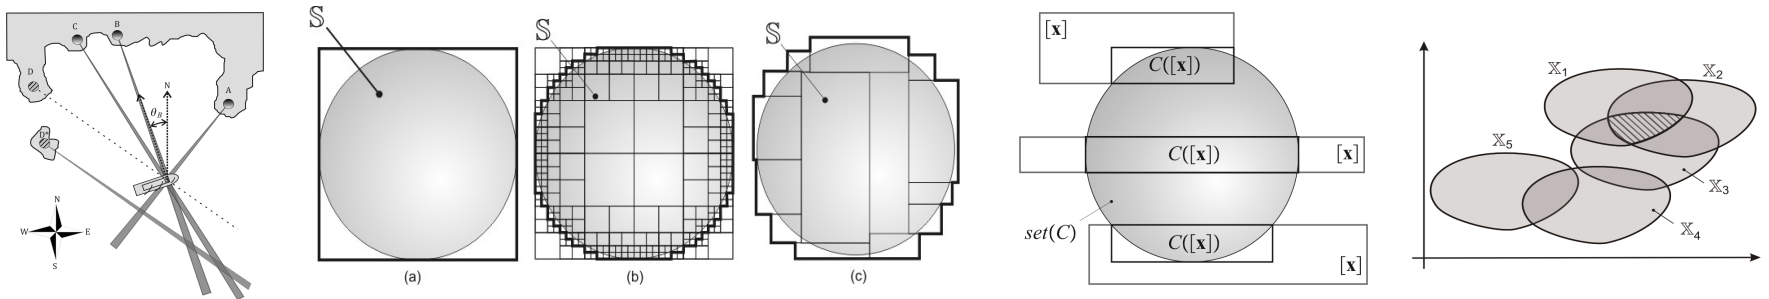 C
B
D
A
N
θ_B
D'
N
W
E
S
𝕊
(a)
𝕊
(b)
𝕊
(c)
[x]
C([x])
C([x])
[x]
set(C)
C([x])
[x]
𝕏₁
𝕏₂
𝕏₅
𝕏₃
𝕏₄